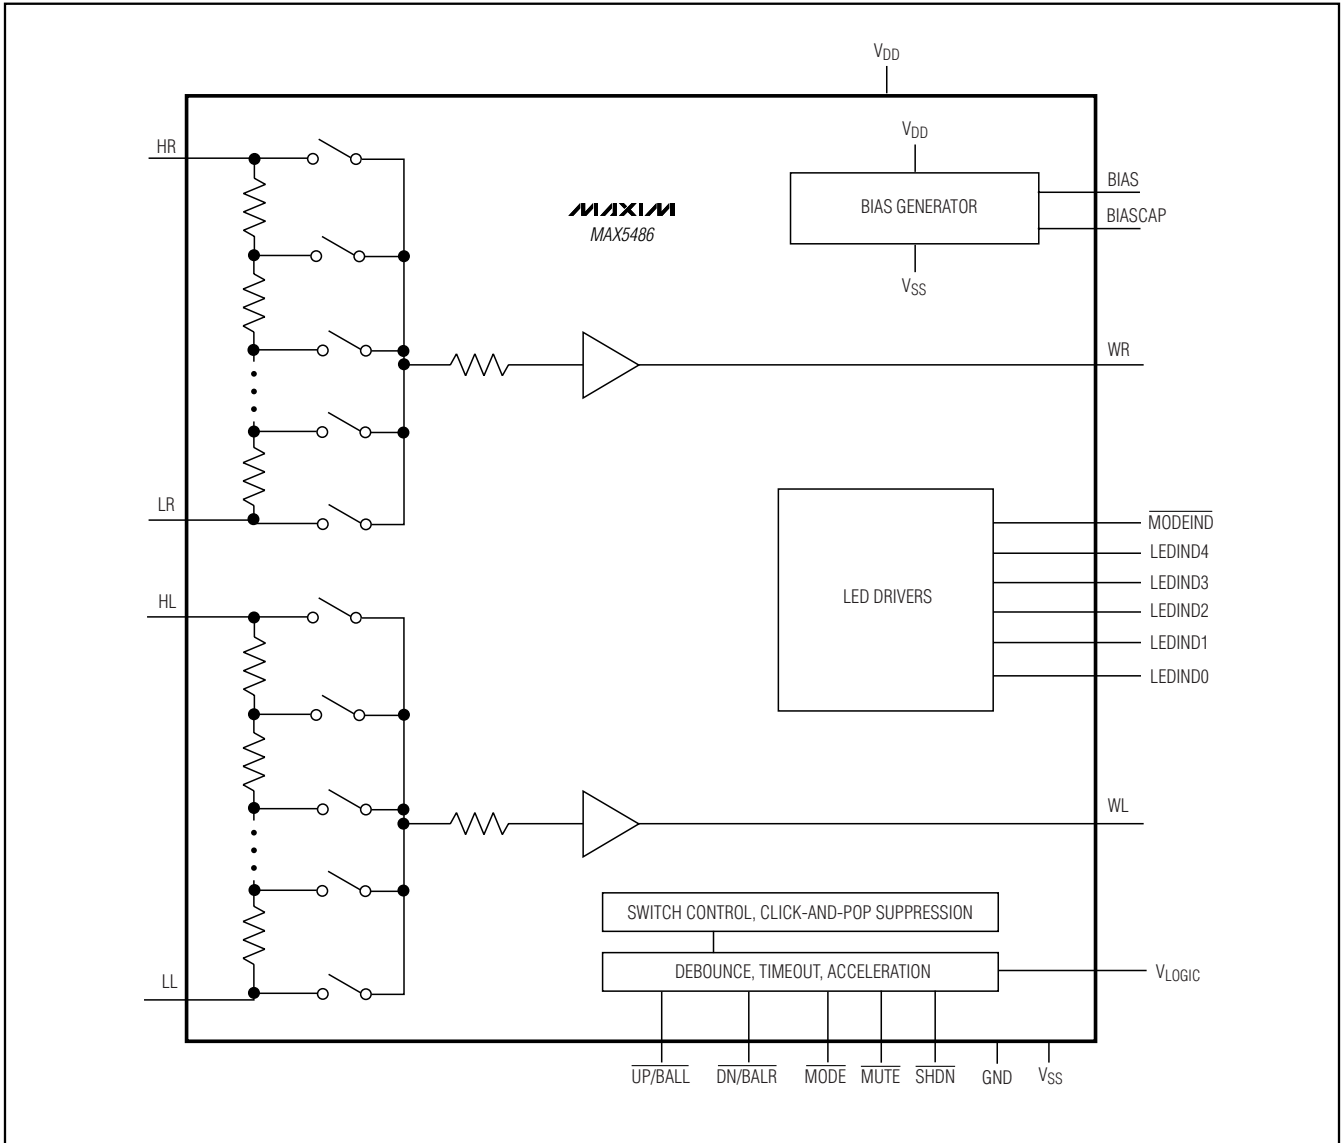 VDD
HR
VDD
BIAS GENERATOR
BIAS
BIASCAP
MAXIM
MAX5486
VSS
WR
LR
MODEIND
LEDIND4
LED DRIVERS
LEDIND3
LEDIND2
LEDIND1
LEDIND0
HL
WL
SWITCH CONTROL, CLICK-AND-POP SUPPRESSION
DEBOUNCE, TIMEOUT, ACCELERATION
VLOGIC
LL
UP/BALL DN/BALR MODE MUTE SHDN GND VSS